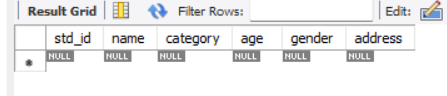 Result Grid Filter Rows: Edit:
std_id name category age gender address
NULL NULL NULL NULL NULL NULL